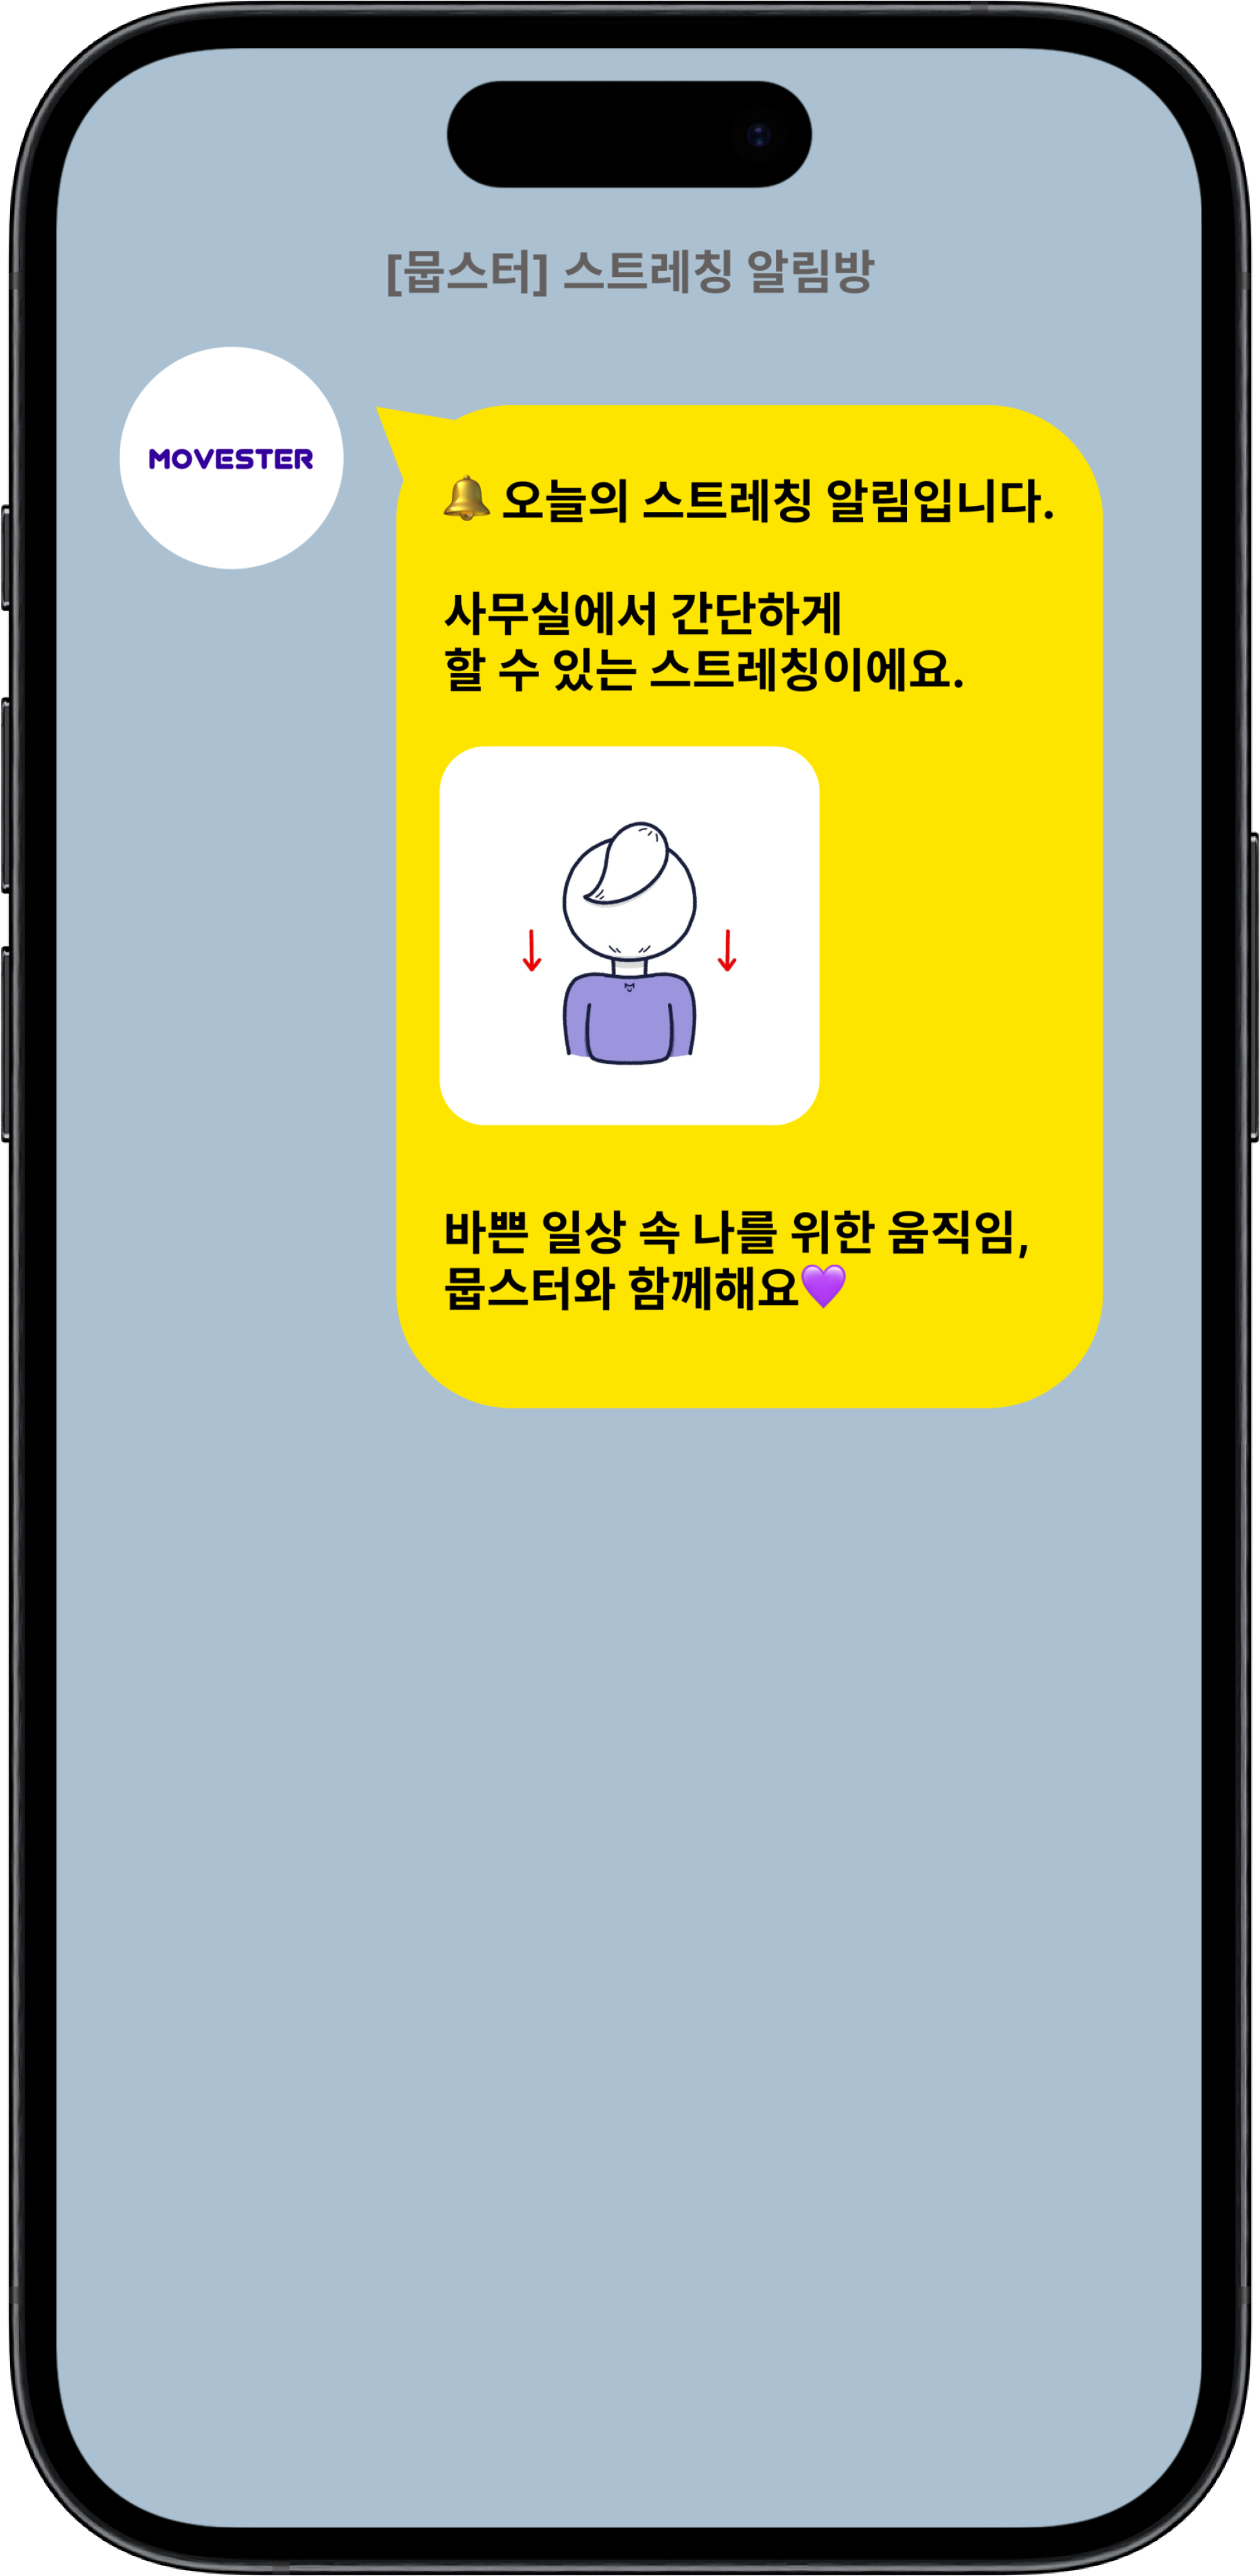 [뭅스터] 스트레칭 알림방
MOVESTER
🔔 오늘의 스트레칭 알림입니다.
사무실에서 간단하게
할 수 있는 스트레칭이에요.
바쁜 일상 속 나를 위한 움직임,
뭅스터와 함께해요💜